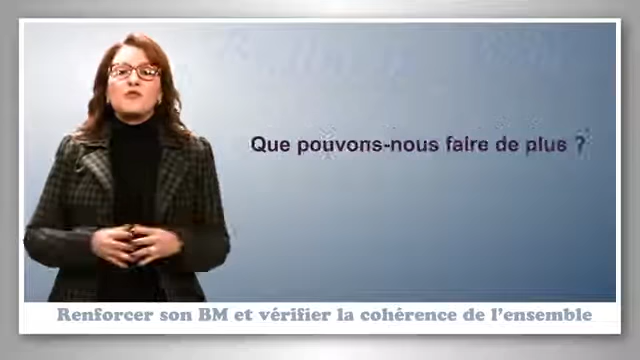 Que pouvons-nous faire de plus ?
Renforcer son BM et vérifier la cohérence de l'ensemble